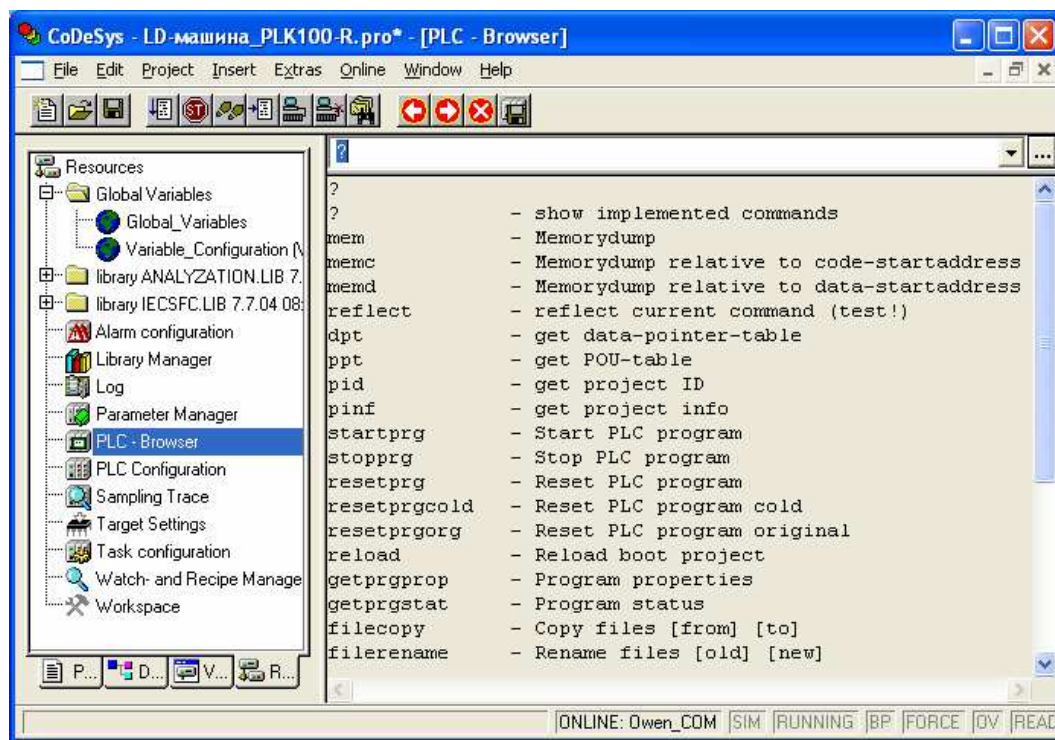 CoDeSys - LD-машина_PLK100-R.pro* - [PLC - Browser]
File Edit Project Insert Extras Online Window Help
ST
?
...
Resources
Global Variables
Global_Variables
Variable_Configuration (V
library ANALYZATION.LIB 7.
library IECSFC.LIB 7.7.04 08:
Alarm configuration
Library Manager
Log
Parameter Manager
PLC - Browser
PLC Configuration
Sampling Trace
Target Settings
Task configuration
Watch- and Recipe Manage
Workspace
P... D... V... R...
?
? - show implemented commands
mem - Memorydump
memc - Memorydump relative to code-startaddress
memd - Memorydump relative to data-startaddress
reflect - reflect current command (test!)
dpt - get data-pointer-table
ppt - get POU-table
pid - get project ID
pinf - get project info
startprg - Start PLC program
stopprg - Stop PLC program
resetprg - Reset PLC program
resetprgcold - Reset PLC program cold
resetprgorg - Reset PLC program original
reload - Reload boot project
getprgprop - Program properties
getprgstat - Program status
filecopy - Copy files [from] [to]
filerename - Rename files [old] [new]
ONLINE: Owen_COM SIM RUNNING BP FORCE OV READ